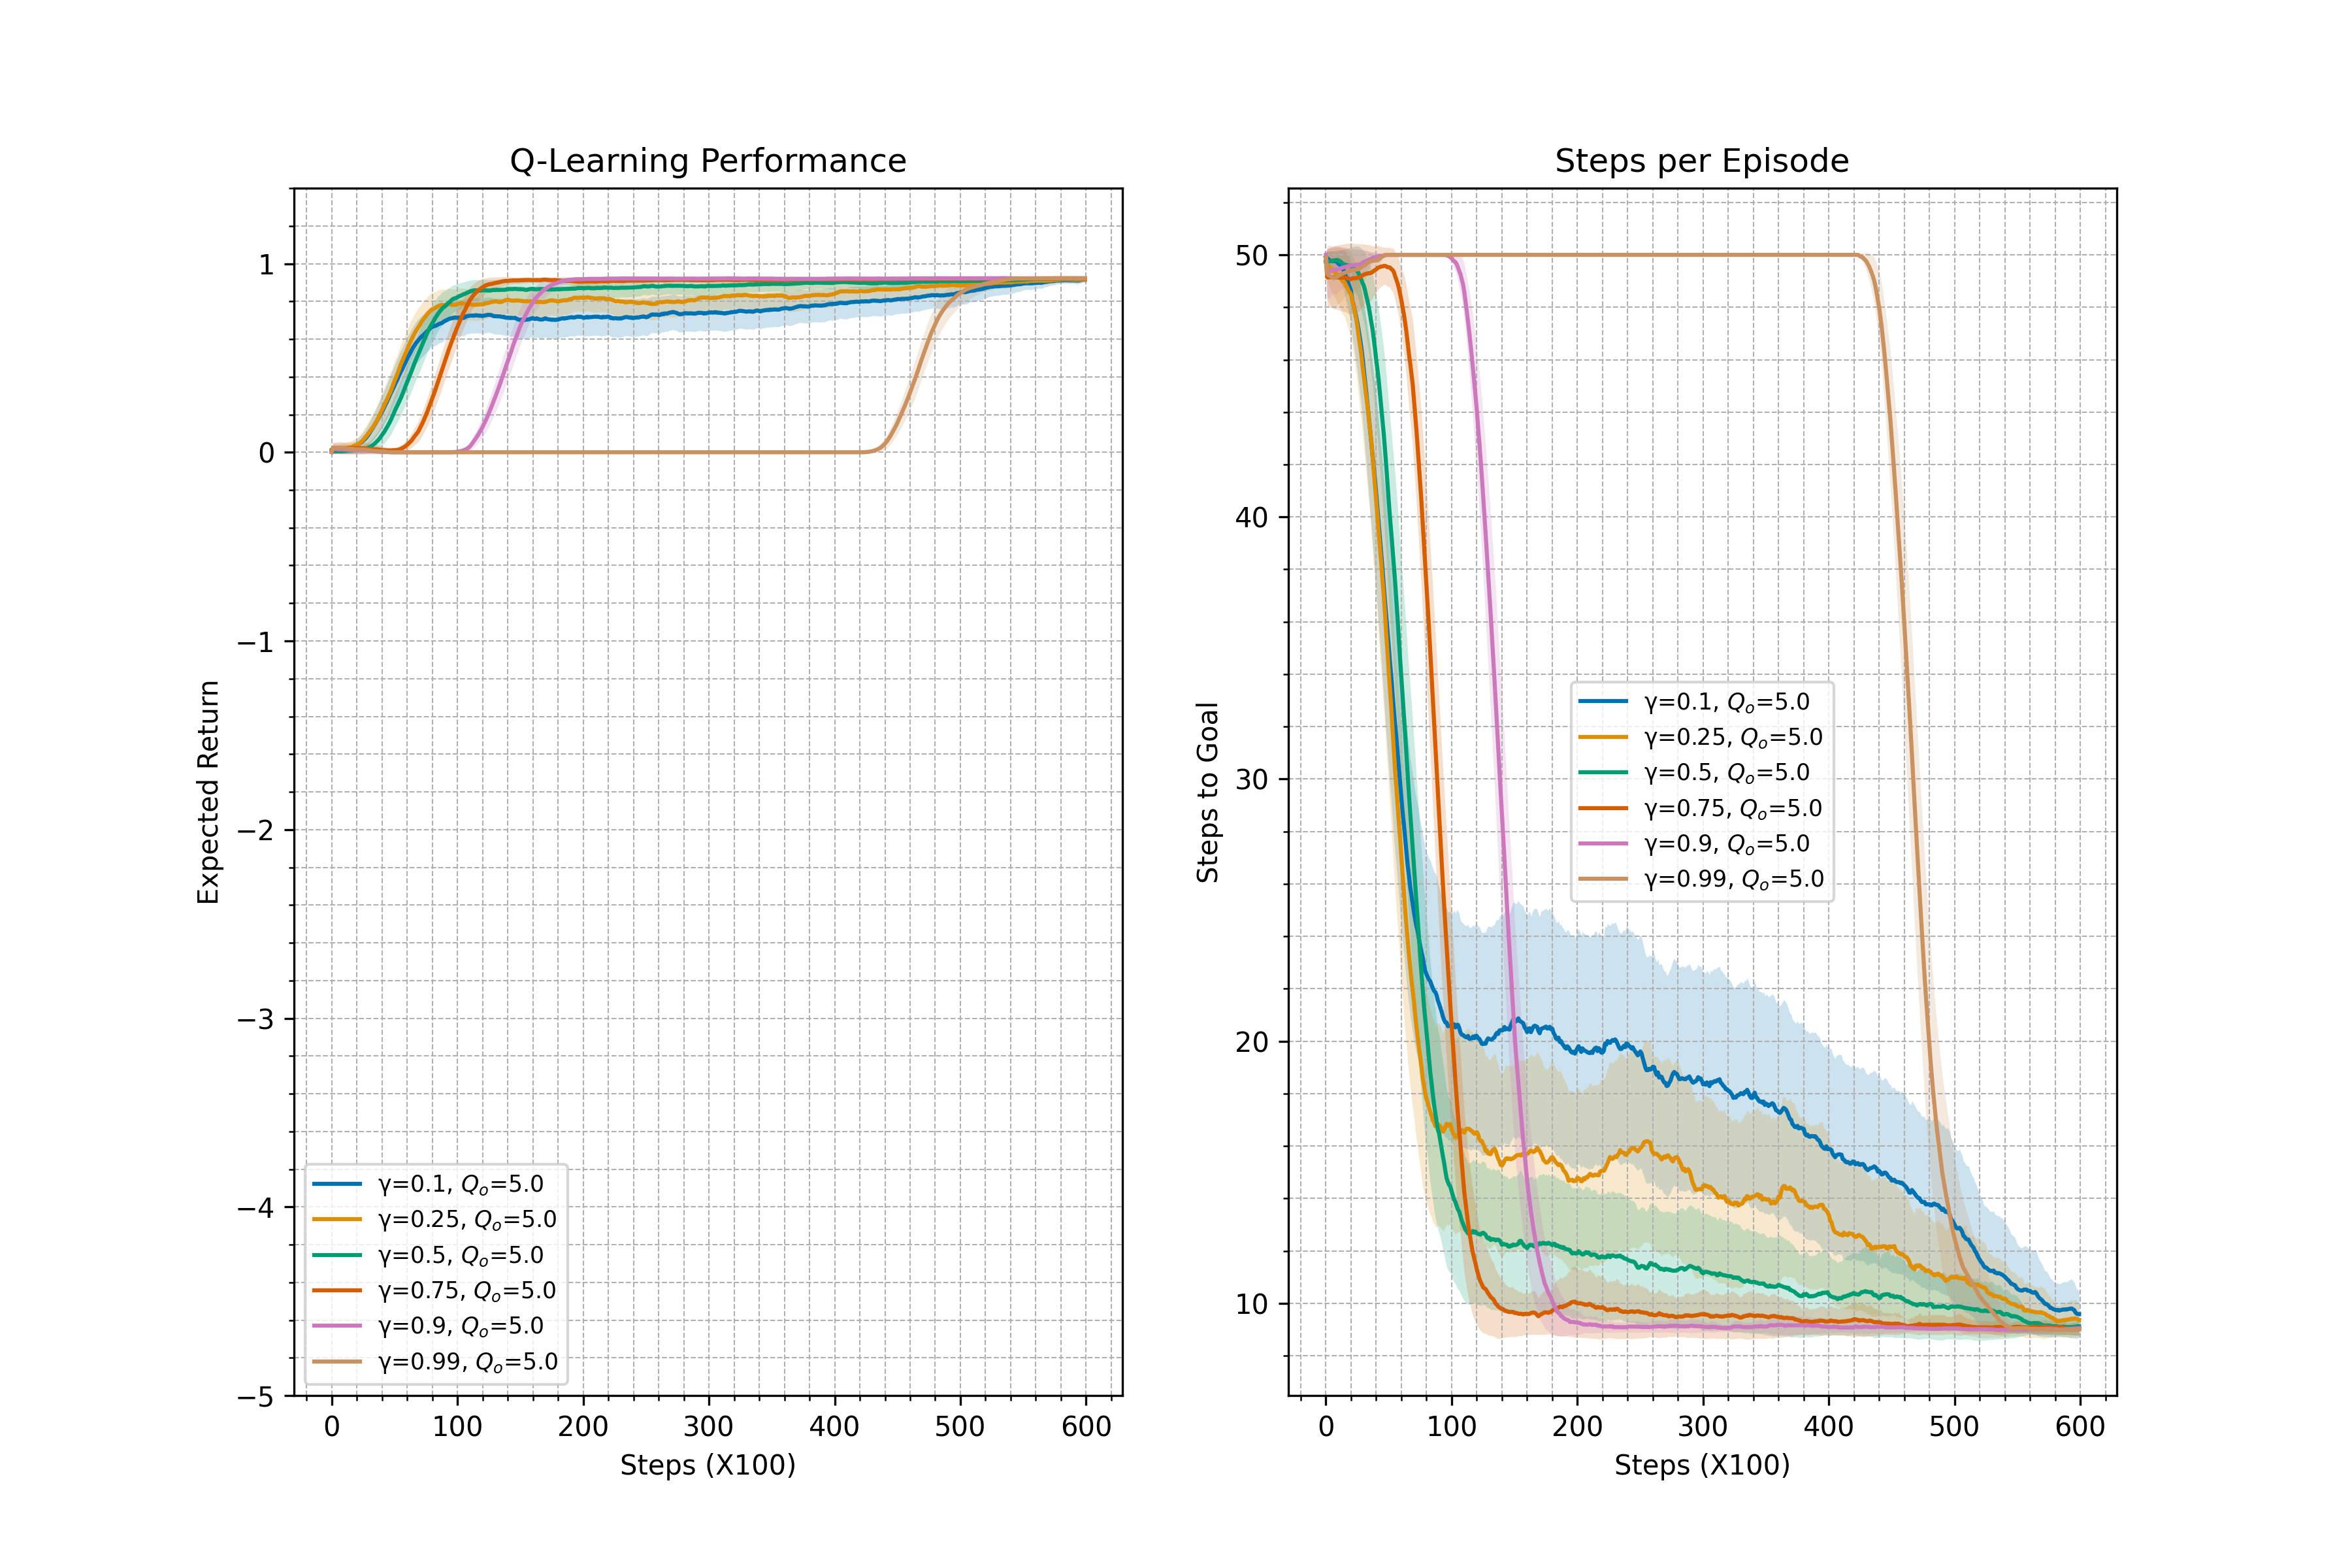 Q-Learning Performance
Expected Return
1
0
−1
−2
−3
−4
−5
γ=0.1, Qₒ=5.0
γ=0.25, Qₒ=5.0
γ=0.5, Qₒ=5.0
γ=0.75, Qₒ=5.0
γ=0.9, Qₒ=5.0
γ=0.99, Qₒ=5.0
0 100 200 300 400 500 600
Steps (X100)
Steps per Episode
Steps to Goal
50
40
30
20
10
γ=0.1, Qₒ=5.0
γ=0.25, Qₒ=5.0
γ=0.5, Qₒ=5.0
γ=0.75, Qₒ=5.0
γ=0.9, Qₒ=5.0
γ=0.99, Qₒ=5.0
0 100 200 300 400 500 600
Steps (X100)